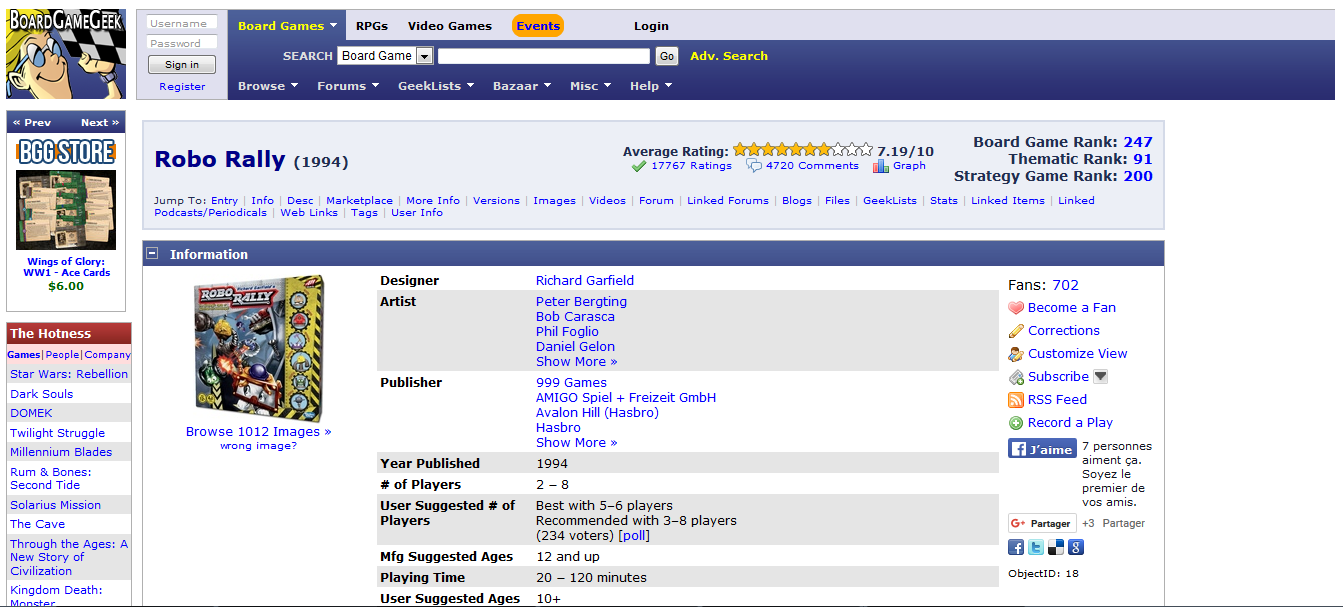 BOARDGAMEGEEK
Username
Password
Sign in
Register
Board Games RPGs Video Games Events Login
SEARCH Board Game Go Adv. Search
Browse Forums GeekLists Bazaar Misc Help
« Prev Next »
BGG STORE
Wings of Glory:
WW1 - Ace Cards
$6.00
The Hotness
Games|People|Company
Star Wars: Rebellion
Dark Souls
DOMEK
Twilight Struggle
Millennium Blades
Rum & Bones:
Second Tide
Solarius Mission
The Cave
Through the Ages: A
New Story of
Civilization
Kingdom Death:
Monster
Robo Rally (1994)
Average Rating: 7.19/10
17767 Ratings 4720 Comments Graph
Board Game Rank: 247
Thematic Rank: 91
Strategy Game Rank: 200
Jump To: Entry | Info | Desc | Marketplace | More Info | Versions | Images | Videos | Forum | Linked Forums | Blogs | Files | GeekLists | Stats | Linked Items | Linked
Podcasts/Periodicals | Web Links | Tags | User Info
Information
ROBO
RALLY
Browse 1012 Images »
wrong image?
Designer Richard Garfield
Artist Peter Bergting
Bob Carasca
Phil Foglio
Daniel Gelon
Show More »
Publisher 999 Games
AMIGO Spiel + Freizeit GmbH
Avalon Hill (Hasbro)
Hasbro
Show More »
Year Published 1994
# of Players 2 − 8
User Suggested # of Players Best with 5–6 players
Recommended with 3–8 players
(234 voters) [poll]
Mfg Suggested Ages 12 and up
Playing Time 20 − 120 minutes
User Suggested Ages 10+
Fans: 702
Become a Fan
Corrections
Customize View
Subscribe
RSS Feed
Record a Play
J'aime 7 personnes
aiment ça.
Soyez le
premier de
vos amis.
G+ Partager +3 Partager
ObjectID: 18